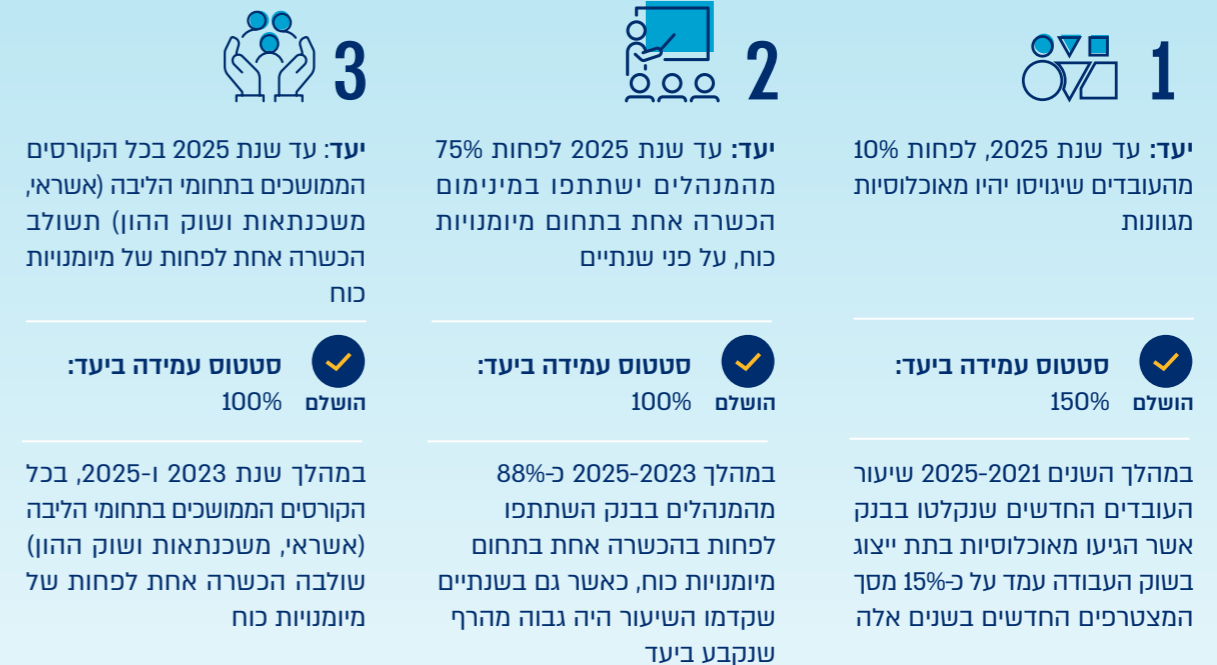 1
יעד: עד שנת 2025, לפחות 10%
מהעובדים שיגויסו יהיו מאוכלוסיות
מגוונות
סטטוס עמידה ביעד:
150%
הושלם
במהלך השנים 2025-2021 שיעור
העובדים החדשים שנקלטו בבנק
אשר הגיעו מאוכלוסיות בתת ייצוג
בשוק העבודה עמד על כ-15% מסך
המצטרפים החדשים בשנים אלה
2
יעד: עד שנת 2025 לפחות 75%
מהמנהלים ישתתפו במינימום
הכשרה אחת בתחום מיומנויות
כוח, על פני שנתיים
סטטוס עמידה ביעד:
100%
הושלם
במהלך 2025-2023 כ-88%
מהמנהלים בבנק השתתפו
לפחות בהכשרה אחת בתחום
מיומנויות כוח, כאשר גם בשנתיים
שקדמו השיעור היה גבוה מהרף
שנקבע ביעד
3
יעד: עד שנת 2025 בכל הקורסים
הממושכים בתחומי הליבה (אשראי,
משכנתאות ושוק ההון) תשולב
הכשרה אחת לפחות של מיומנויות
כוח
סטטוס עמידה ביעד:
100%
הושלם
במהלך שנת 2023 ו-2025, בכל
הקורסים הממושכים בתחומי הליבה
(אשראי, משכנתאות ושוק ההון)
שולבה הכשרה אחת לפחות של
מיומנויות כוח